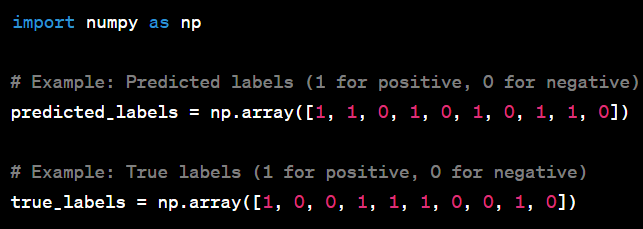 import numpy as np
# Example: Predicted labels (1 for positive, 0 for negative)
predicted_labels = np.array([1, 1, 0, 1, 0, 1, 0, 1, 1, 0])
# Example: True labels (1 for positive, 0 for negative)
true_labels = np.array([1, 0, 0, 1, 1, 1, 0, 0, 1, 0])